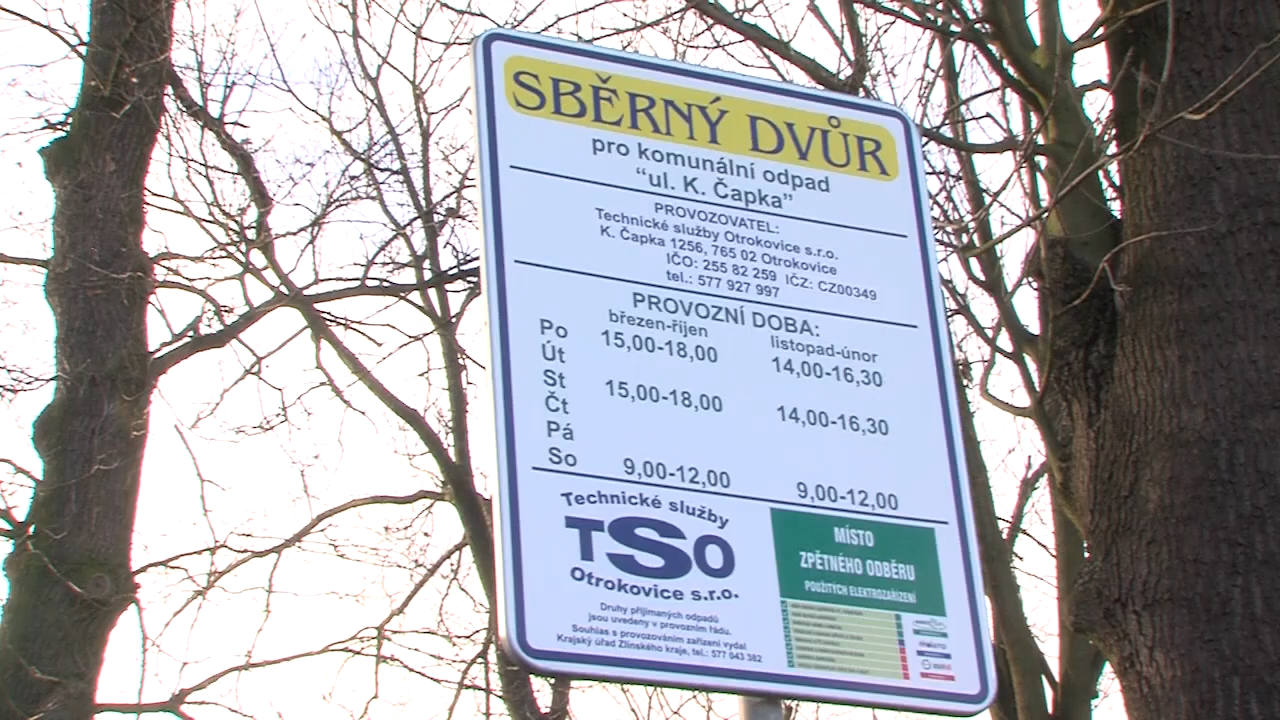 SBĚRNÝ DVŮR
pro komunální odpad
“ul. K. Čapka”
PROVOZOVATEL:
Technické služby Otrokovice s.r.o.
K. Čapka 1256, 765 02 Otrokovice
IČO: 255 82 259 IČZ: CZ00349
tel.: 577 927 997
PROVOZNÍ DOBA:
březen-říjen listopad-únor
Po 15,00-18,00 14,00-16,30
Út
St 15,00-18,00 14,00-16,30
Čt
Pá
So 9,00-12,00 9,00-12,00
Technické služby
TSO
Otrokovice s.r.o.
Druhy přijímaných odpadů
jsou uvedeny v provozním řádu.
Souhlas s provozováním zařízení vydal
Krajský úřad Zlínského kraje, tel.: 577 043 382
MÍSTO
ZPĚTNÉHO ODBĚRU
POUŽITÝCH ELEKTROZAŘÍZENÍ